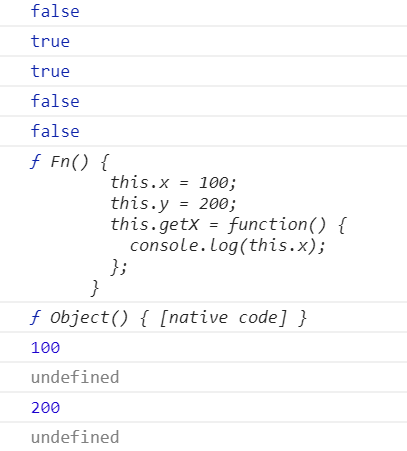 false
true
true
false
false
f Fn() {
this.x = 100;
this.y = 200;
this.getX = function() {
console.log(this.x);
};
}
f Object() { [native code] }
100
undefined
200
undefined